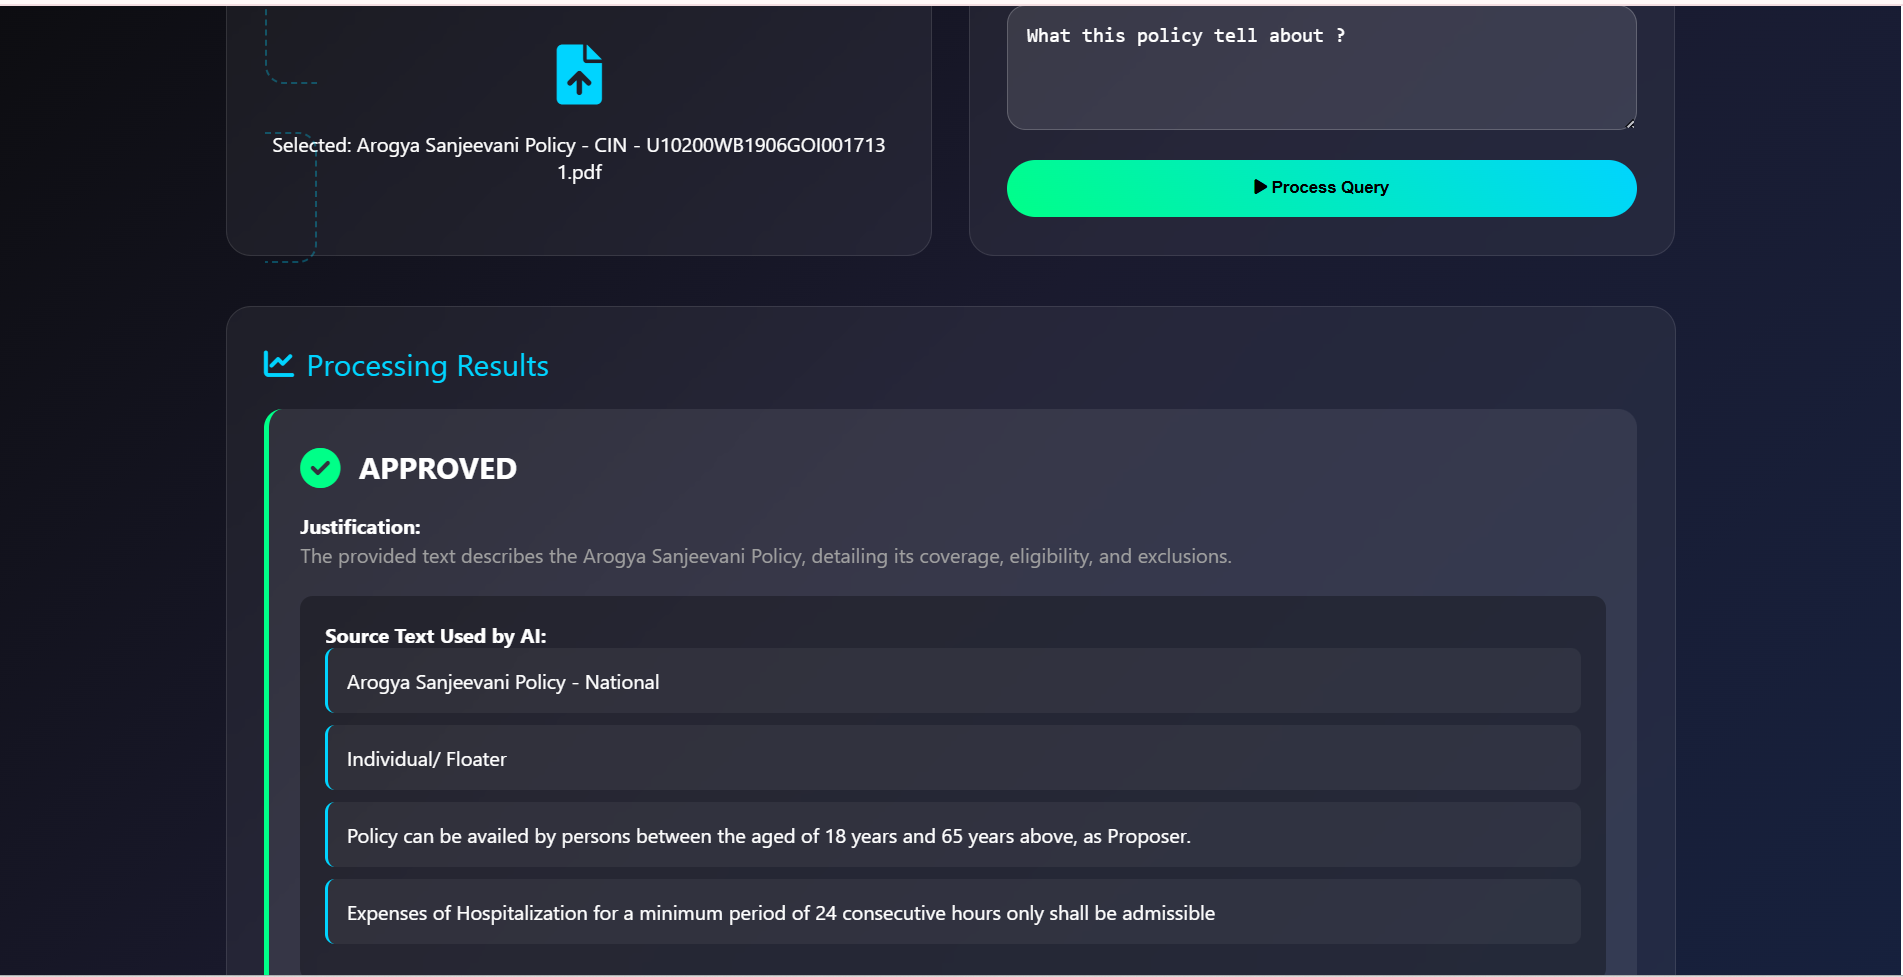 Selected: Arogya Sanjeevani Policy - CIN - U10200WB1906GOI001713
1.pdf
What this policy tell about ?
Process Query
Processing Results
APPROVED
Justification:
The provided text describes the Arogya Sanjeevani Policy, detailing its coverage, eligibility, and exclusions.
Source Text Used by AI:
Arogya Sanjeevani Policy - National
Individual/ Floater
Policy can be availed by persons between the aged of 18 years and 65 years above, as Proposer.
Expenses of Hospitalization for a minimum period of 24 consecutive hours only shall be admissible